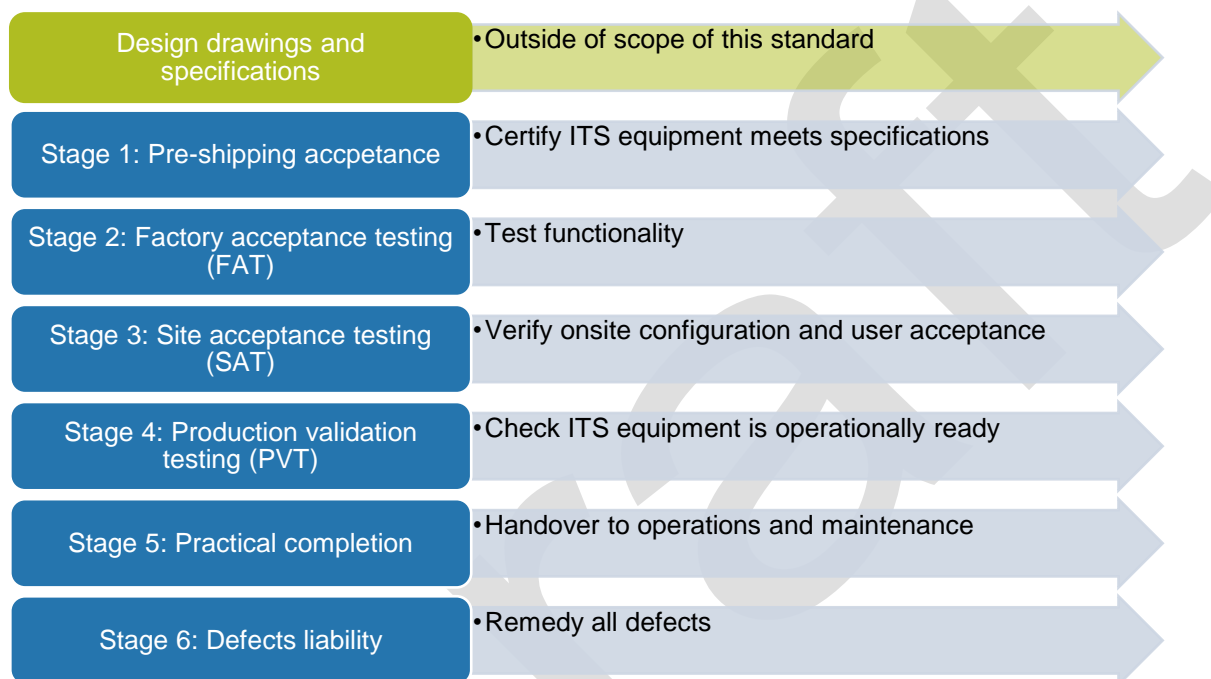 Design drawings and
specifications
•Outside of scope of this standard
Stage 1: Pre-shipping accpetance
•Certify ITS equipment meets specifications
Stage 2: Factory acceptance testing
(FAT)
•Test functionality
Stage 3: Site acceptance testing
(SAT)
•Verify onsite configuration and user acceptance
Stage 4: Production validation
testing (PVT)
•Check ITS equipment is operationally ready
Stage 5: Practical completion
•Handover to operations and maintenance
Stage 6: Defects liability
•Remedy all defects
raft